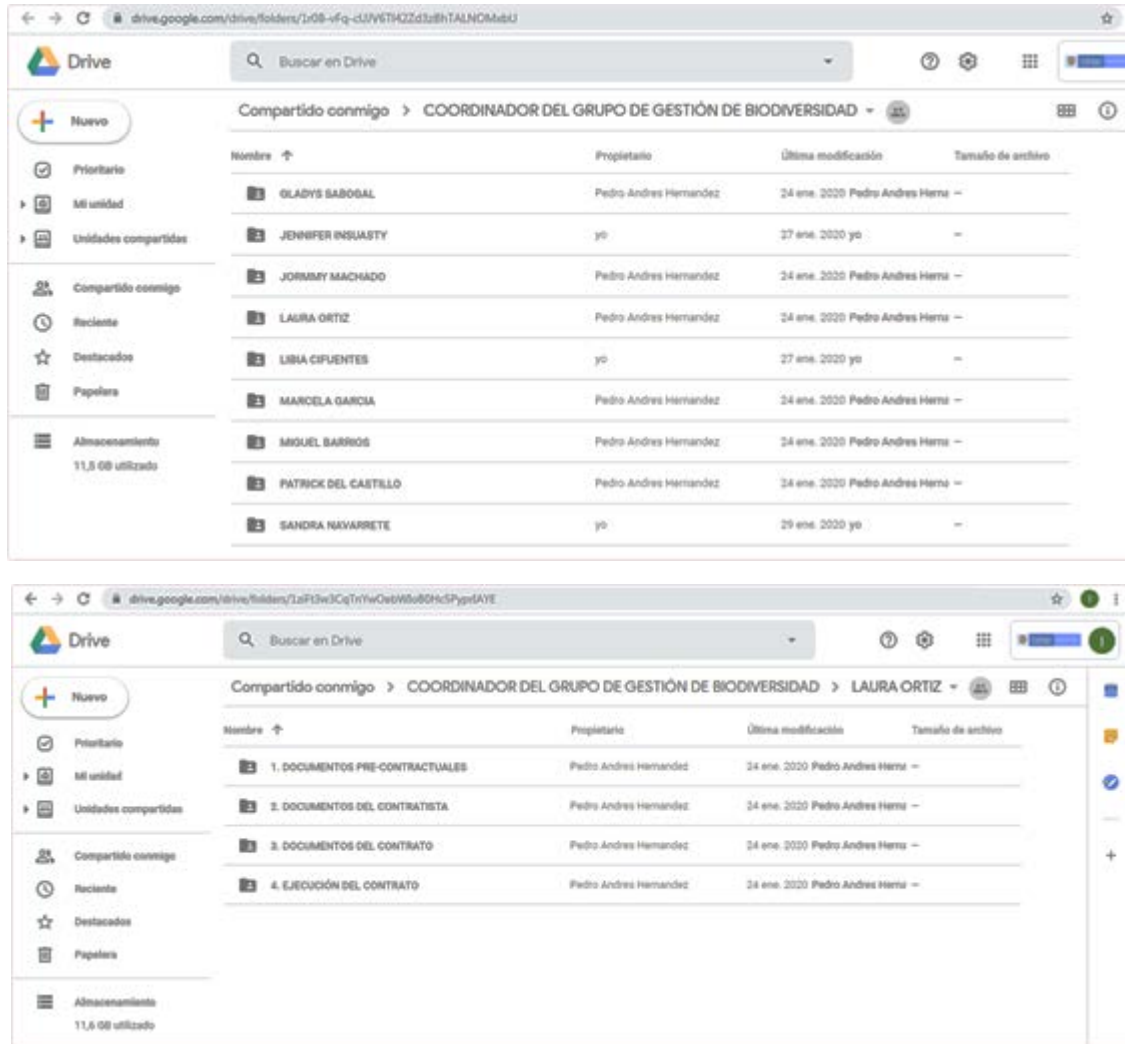 Drive
Buscar en Drive
Nuevo
Compartido conmigo > COORDINADOR DEL GRUPO DE GESTIÓN DE BIODIVERSIDAD
Prioritario
Mi unidad
Unidades compartidas
Compartido conmigo
Reciente
Destacados
Papelera
Almacenamiento
11,5 GB utilizado
Nombre Propietario Última modificación Tamaño de archivo
GLADYS SABOGAL Pedro Andres Hernandez 24 ene. 2020 Pedro Andres Herna —
JENNIFER INSUASTY yo 27 ene. 2020 yo —
JORMMY MACHADO Pedro Andres Hernandez 24 ene. 2020 Pedro Andres Herna —
LAURA ORTIZ Pedro Andres Hernandez 24 ene. 2020 Pedro Andres Herna —
LIBIA CIFUENTES yo 27 ene. 2020 yo —
MARCELA GARCIA Pedro Andres Hernandez 24 ene. 2020 Pedro Andres Herna —
MIGUEL BARRIOS Pedro Andres Hernandez 24 ene. 2020 Pedro Andres Herna —
PATRICK DEL CASTILLO Pedro Andres Hernandez 24 ene. 2020 Pedro Andres Herna —
SANDRA NAVARRETE yo 29 ene. 2020 yo —
Drive
Buscar en Drive
Nuevo
Compartido conmigo > COORDINADOR DEL GRUPO DE GESTIÓN DE BIODIVERSIDAD > LAURA ORTIZ
Prioritario
Mi unidad
Unidades compartidas
Compartido conmigo
Reciente
Destacados
Papelera
Almacenamiento
11,6 GB utilizado
Nombre Propietario Última modificación Tamaño de archivo
1. DOCUMENTOS PRE-CONTRACTUALES Pedro Andres Hernandez 24 ene. 2020 Pedro Andres Herna —
2. DOCUMENTOS DEL CONTRATISTA Pedro Andres Hernandez 24 ene. 2020 Pedro Andres Herna —
3. DOCUMENTOS DEL CONTRATO Pedro Andres Hernandez 24 ene. 2020 Pedro Andres Herna —
4. EJECUCIÓN DEL CONTRATO Pedro Andres Hernandez 24 ene. 2020 Pedro Andres Herna —